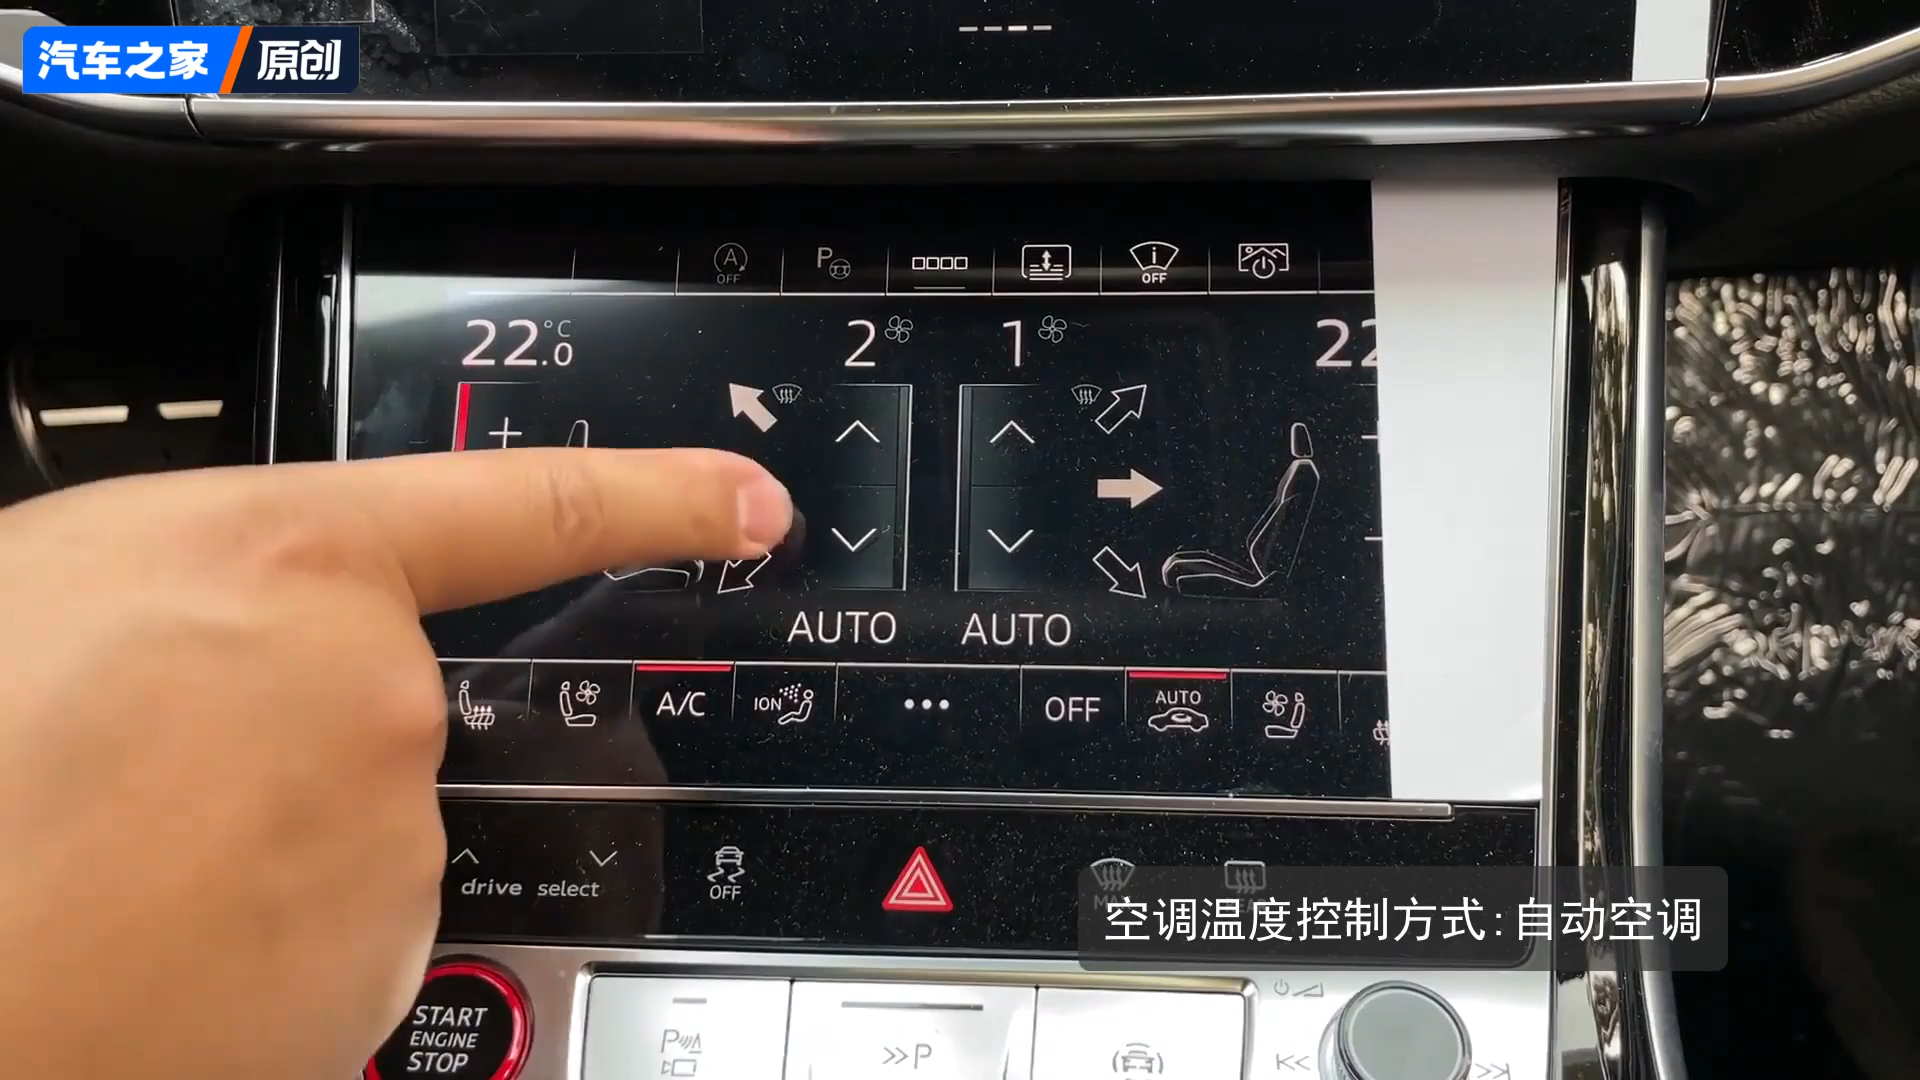 汽车之家 原创
A OFF
P
i OFF
22.0 °C
2
1
22
+
AUTO
AUTO
A/C
ION
...
OFF
AUTO
drive select
OFF
空调温度控制方式:自动空调
START
ENGINE
STOP
P
>>P